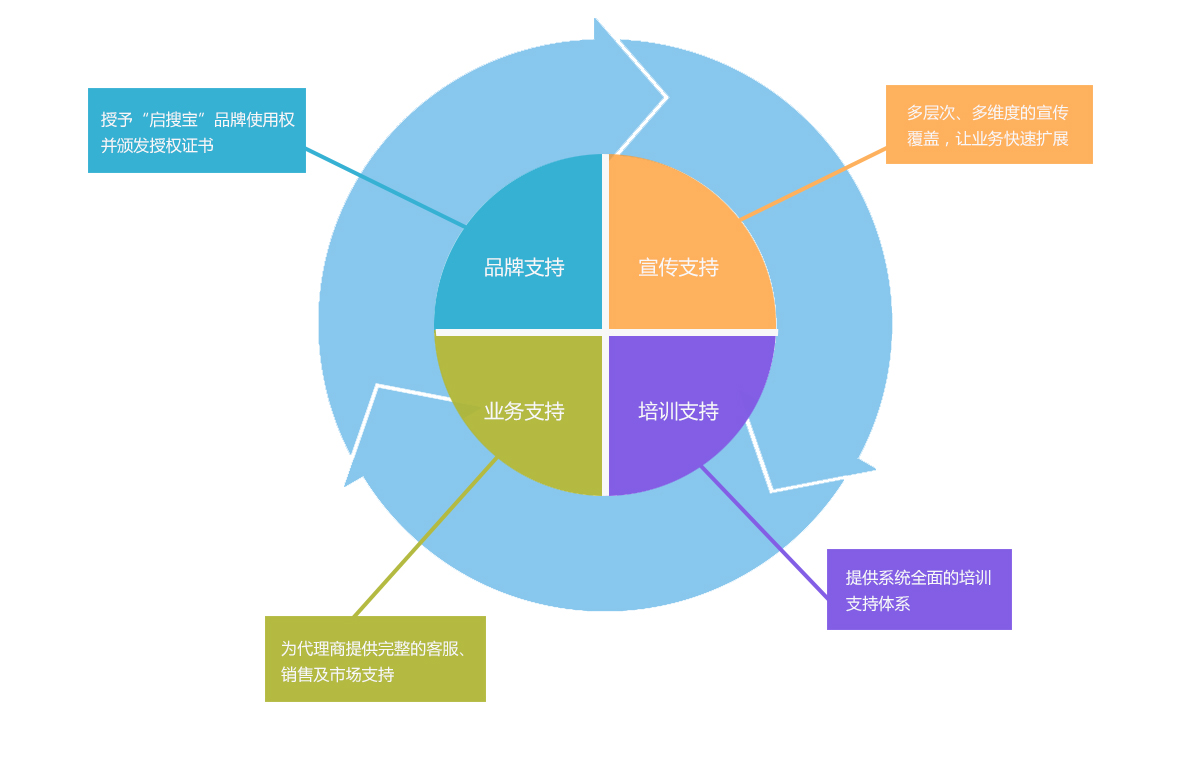 授予“启搜宝”品牌使用权
并颁发授权证书
多层次、多维度的宣传
覆盖，让业务快速扩展
品牌支持
宣传支持
业务支持
培训支持
提供系统全面的培训
支持体系
为代理商提供完整的客服、
销售及市场支持